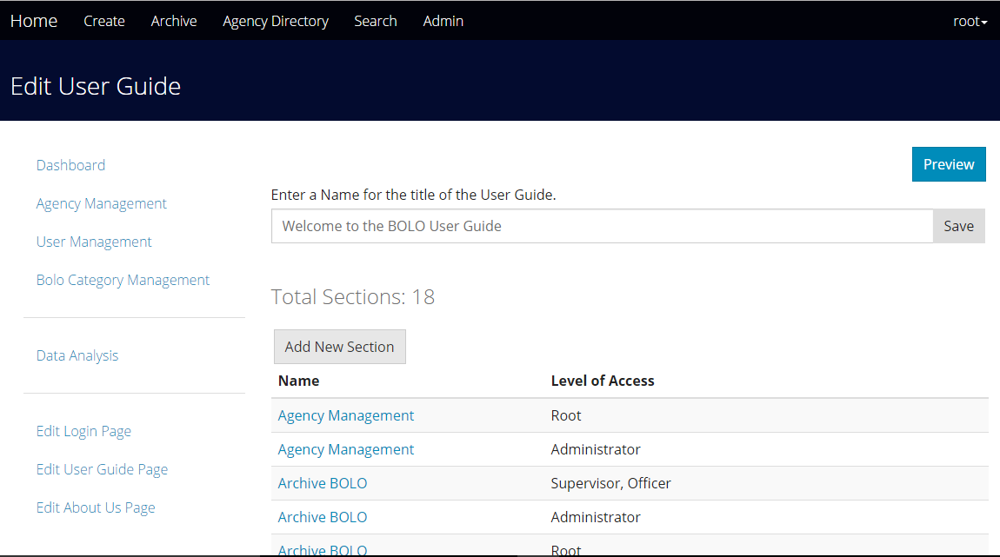 Home Create Archive Agency Directory Search Admin root
Edit User Guide
Dashboard
Agency Management
User Management
Bolo Category Management
Data Analysis
Edit Login Page
Edit User Guide Page
Edit About Us Page
Preview
Enter a Name for the title of the User Guide.
Welcome to the BOLO User Guide Save
Total Sections: 18
Add New Section
Name Level of Access
Agency Management Root
Agency Management Administrator
Archive BOLO Supervisor, Officer
Archive BOLO Administrator
Archive BOLO Root